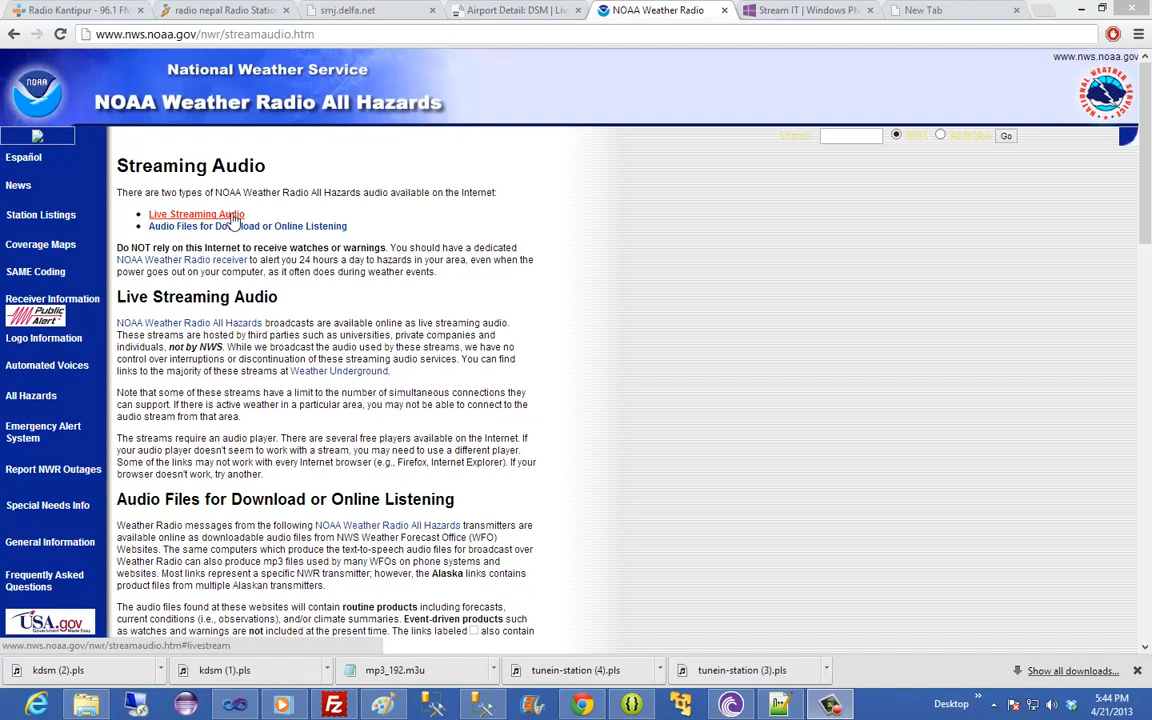 Radio Kantipur - 96.1 FM
radio nepal Radio Static
smj.delfa.net
Airport Detail: DSM | Liv
NOAA Weather Radio
Stream IT | Windows Ph
New Tab
www.nws.noaa.gov/nwr/streamaudio.htm
www.nws.noaa.gov
NOAA
National Weather Service
NOAA Weather Radio All Hazards
Search
NWS
All NOAA
Go
Español
News
Station Listings
Coverage Maps
SAME Coding
Receiver Information
Public
Alert
Logo Information
Automated Voices
All Hazards
Emergency Alert
System
Report NWR Outages
Special Needs Info
General Information
Frequently Asked
Questions
USA.gov
Government Made Easy
Streaming Audio
There are two types of NOAA Weather Radio All Hazards audio available on the Internet:
• Live Streaming Audio
• Audio Files for Download or Online Listening
Do NOT rely on this Internet to receive watches or warnings. You should have a dedicated
NOAA Weather Radio receiver to alert you 24 hours a day to hazards in your area, even when the
power goes out on your computer, as it often does during weather events.
Live Streaming Audio
NOAA Weather Radio All Hazards broadcasts are available online as live streaming audio.
These streams are hosted by third parties such as universities, private companies and
individuals, not by NWS. While we broadcast the audio used by these streams, we have no
control over interruptions or discontinuation of these streaming audio services. You can find
links to the majority of these streams at Weather Underground.
Note that some of these streams have a limit to the number of simultaneous connections they
can support. If there is active weather in a particular area, you may not be able to connect to the
audio stream from that area.
The streams require an audio player. There are several free players available on the Internet. If
your audio player doesn't seem to work with a stream, you may need to use a different player.
Some of the links may not work with every Internet browser (e.g., Firefox, Internet Explorer). If your
browser doesn't work, try another.
Audio Files for Download or Online Listening
Weather Radio messages from the following NOAA Weather Radio All Hazards transmitters are
available online as downloadable audio files from NWS Weather Forecast Office (WFO)
Websites. The same computers which produce the text-to-speech audio files for broadcast over
Weather Radio can also produce mp3 files used by many WFOs on phone systems and
websites. Most links represent a specific NWR transmitter; however, the Alaska links contains
product files from multiple Alaskan transmitters.
The audio files found at these websites will contain routine products including forecasts,
current conditions (i.e., observations), and/or climate summaries. Event-driven products such
as watches and warnings are not included at the present time. The links labeled also contain
www.nws.noaa.gov/nwr/streamaudio.htm#livestream
kdsm (2).pls
kdsm (1).pls
mp3_192.m3u
tunein-station (4).pls
tunein-station (3).pls
Show all downloads...
Desktop
5:44 PM
4/21/2013